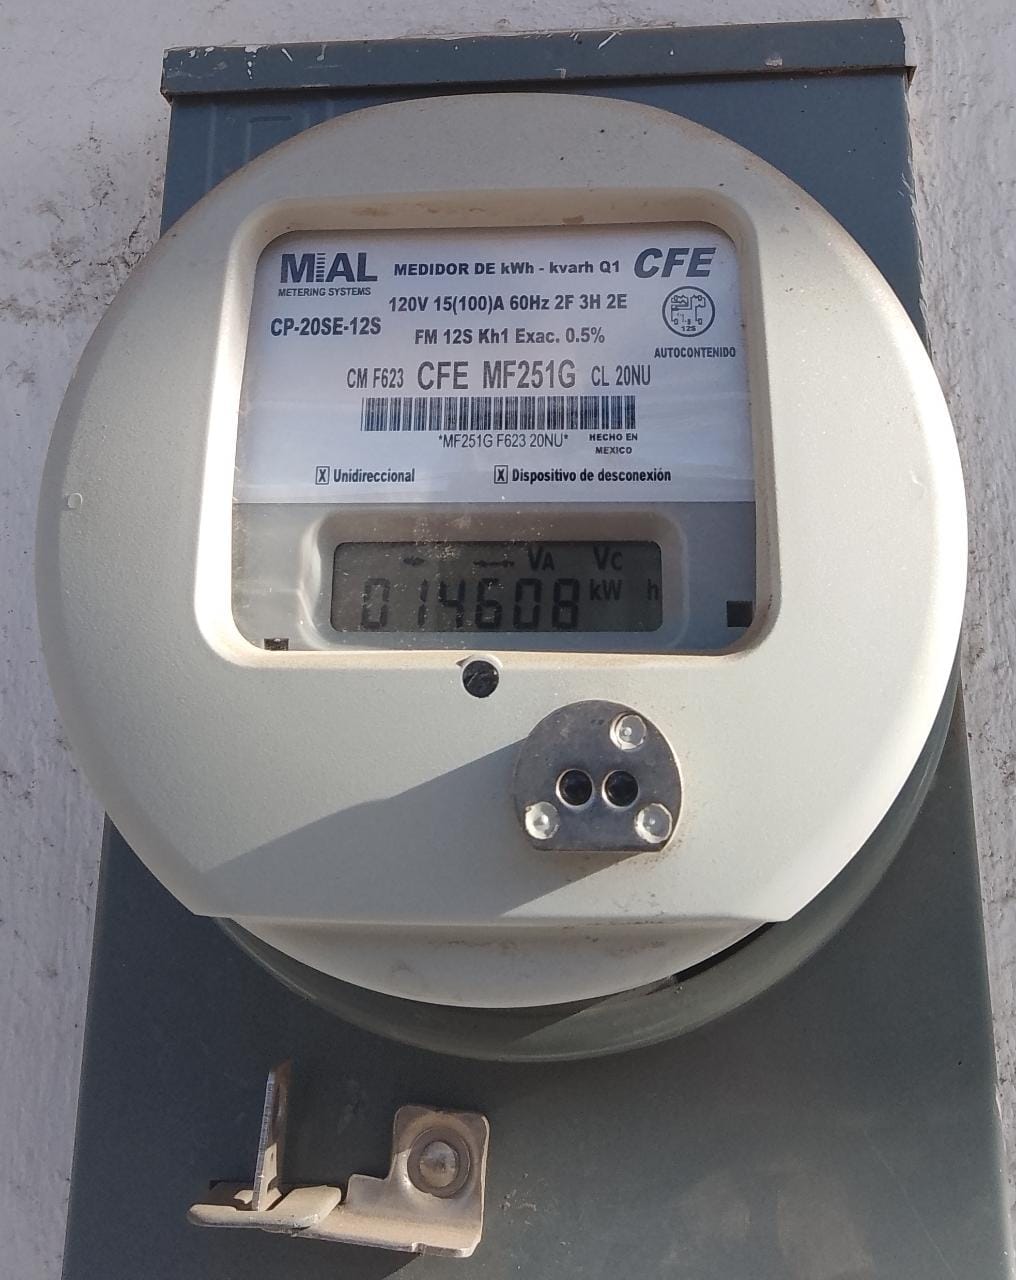 MIAL
METERING SYSTEMS
MEDIDOR DE kWh - kvarh Q1
CFE
120V 15(100)A 60Hz 2F 3H 2E
CP-20SE-12S
FM 12S Kh1 Exac. 0.5%
12S
AUTOCONTENIDO
CM F623 CFE MF251G CL 20NU
*MF251G F623 20NU*
HECHO EN
MEXICO
X Unidireccional
X Dispositivo de desconexión
VA VC
014608 kW h